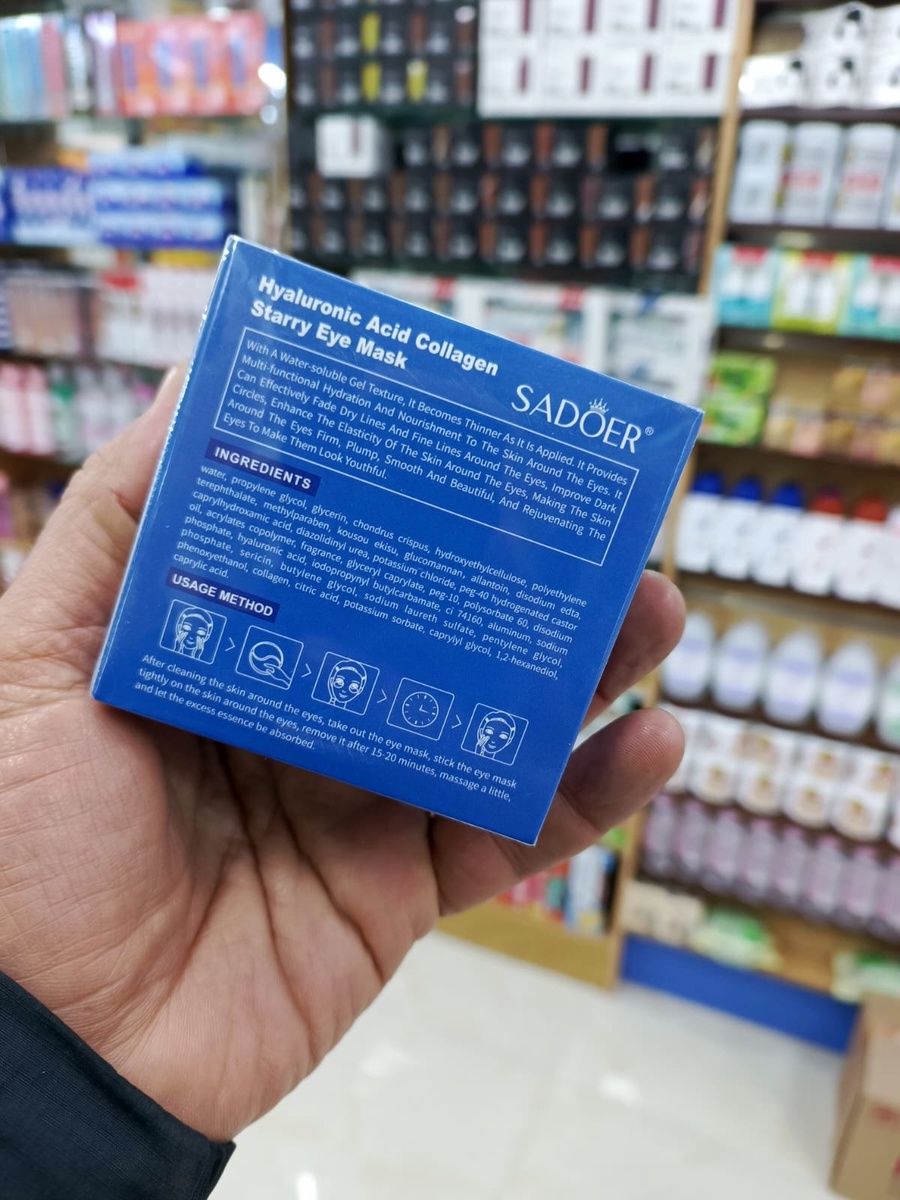 Hyaluronic Acid Collagen
Starry Eye Mask
SADOER®
With A Water-soluble Gel Texture, It Becomes Thinner As It Is Applied. It Provides
Multi-functional Hydration And Nourishment To The Skin Around The Eyes. It
Can Effectively Fade Dry Lines And Fine Lines Around The Eyes, Improve Dark
Circles, Enhance The Elasticity Of The Skin Around The Eyes, Making The Skin
Around The Eyes Firm, Plump, Smooth And Beautiful, And Rejuvenating The
Eyes To Make Them Look Youthful.
INGREDIENTS
water, propylene glycol, glycerin, chondrus crispus, hydroxyethylcellulose, polyethylene
terephthalate, methylparaben, kousou ekisu, glucomannan, allantoin, disodium edta,
caprylhydroxamic acid, diazolidinyl urea, potassium chloride, peg-40 hydrogenated castor
oil, acrylates copolymer, fragrance, glyceryl caprylate, peg-10, polysorbate 60, disodium
phosphate, hyaluronic acid, iodopropynyl butylcarbamate, ci 74160, aluminum, sodium
phosphate, sericin, butylene glycol, sodium laureth sulfate, pentylene glycol,
phenoxyethanol, collagen, citric acid, potassium sorbate, caprylyl glycol, 1,2-hexanediol,
caprylic acid.
USAGE METHOD
After cleaning the skin around the eyes, take out the eye mask, stick the eye mask
tightly on the skin around the eyes, remove it after 15-20 minutes, massage a little,
and let the excess essence be absorbed.